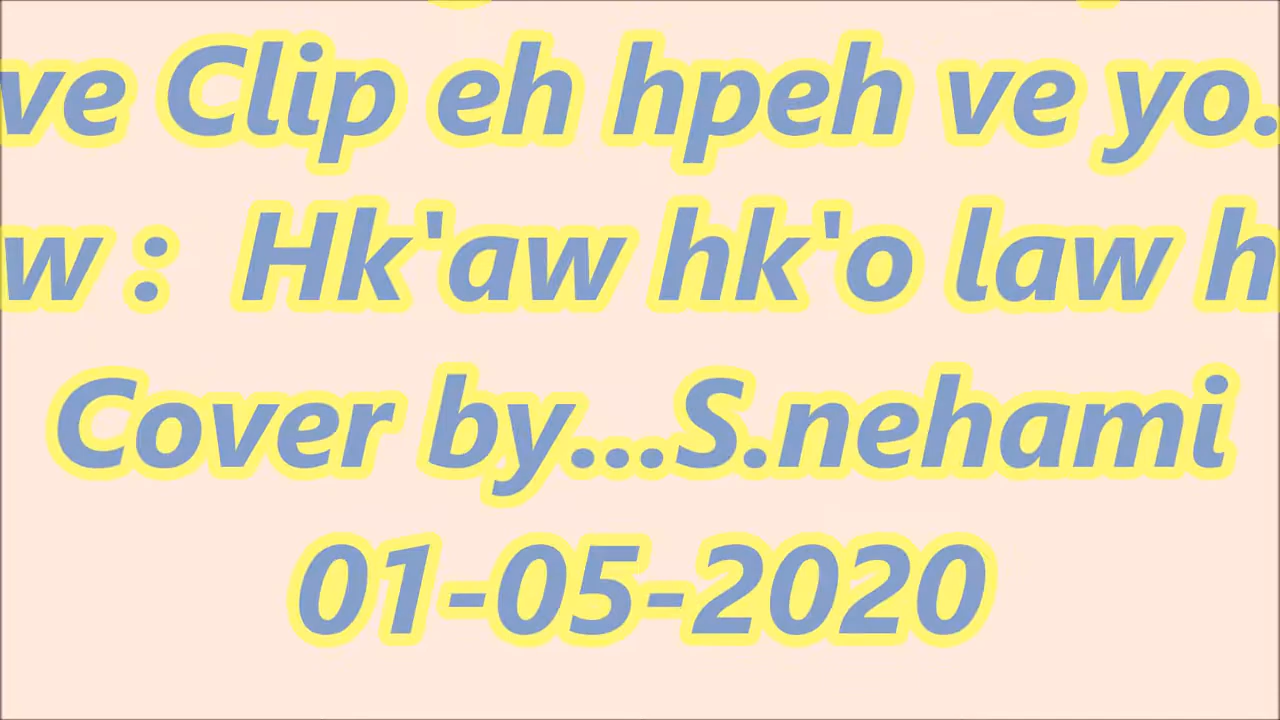 ve Clip eh hpeh ve yo.
w : Hk'aw hk'o law h
Cover by...S.nehami
01-05-2020